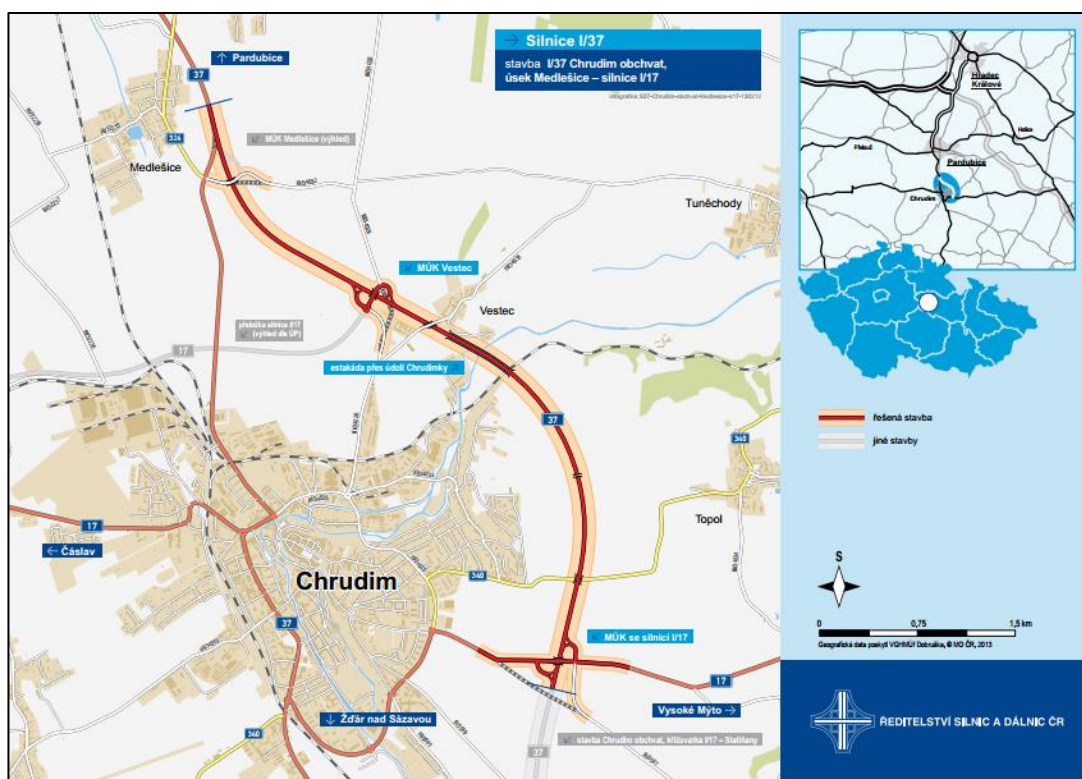 37
↑ Pardubice
→ Silnice I/37
stavba I/37 Chrudim obchvat,
úsek Medlešice – silnice I/17
324
Medlešice
MÚK Medlešice (výhled)
Tuněchody
MÚK Vestec
Vestec
přeložka silnice I/17
(výhled dle ÚP)
17
estakáda přes údolí Chrudimky
37
340
Topol
17
← Čáslav
Chrudim
340
37
MÚK se silnicí I/17
17
Vysoké Mýto →
↓ Žďár nad Sázavou
340
37
stavba Chrudim obchvat, křižovatka I/17 – Slatiňany
Hradec
Králové
Holice
Přelouč
Pardubice
Chrudim
řešená stavba
jiné stavby
S
0
0,75
1,5 km
Geografická data poskytl VGHMÚř Dobruška, © MO ČR, 2013
ŘEDITELSTVÍ SILNIC A DÁLNIC ČR